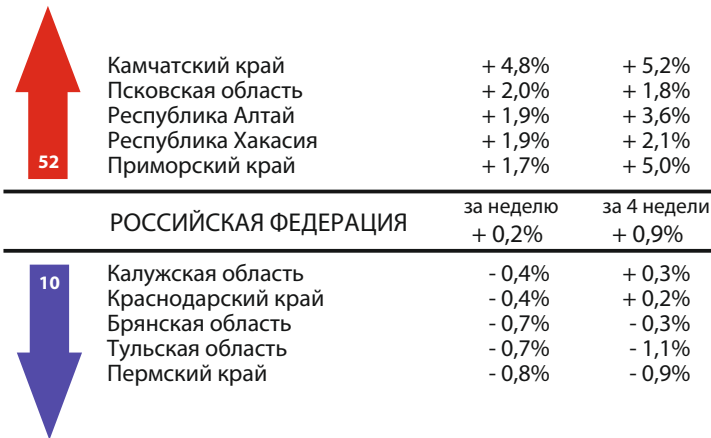 Камчатский край + 4,8% + 5,2%
Псковская область + 2,0% + 1,8%
Республика Алтай + 1,9% + 3,6%
Республика Хакасия + 1,9% + 2,1%
52 Приморский край + 1,7% + 5,0%
за неделю за 4 недели
РОССИЙСКАЯ ФЕДЕРАЦИЯ + 0,2% + 0,9%
10 Калужская область - 0,4% + 0,3%
Краснодарский край - 0,4% + 0,2%
Брянская область - 0,7% - 0,3%
Тульская область - 0,7% - 1,1%
Пермский край - 0,8% - 0,9%